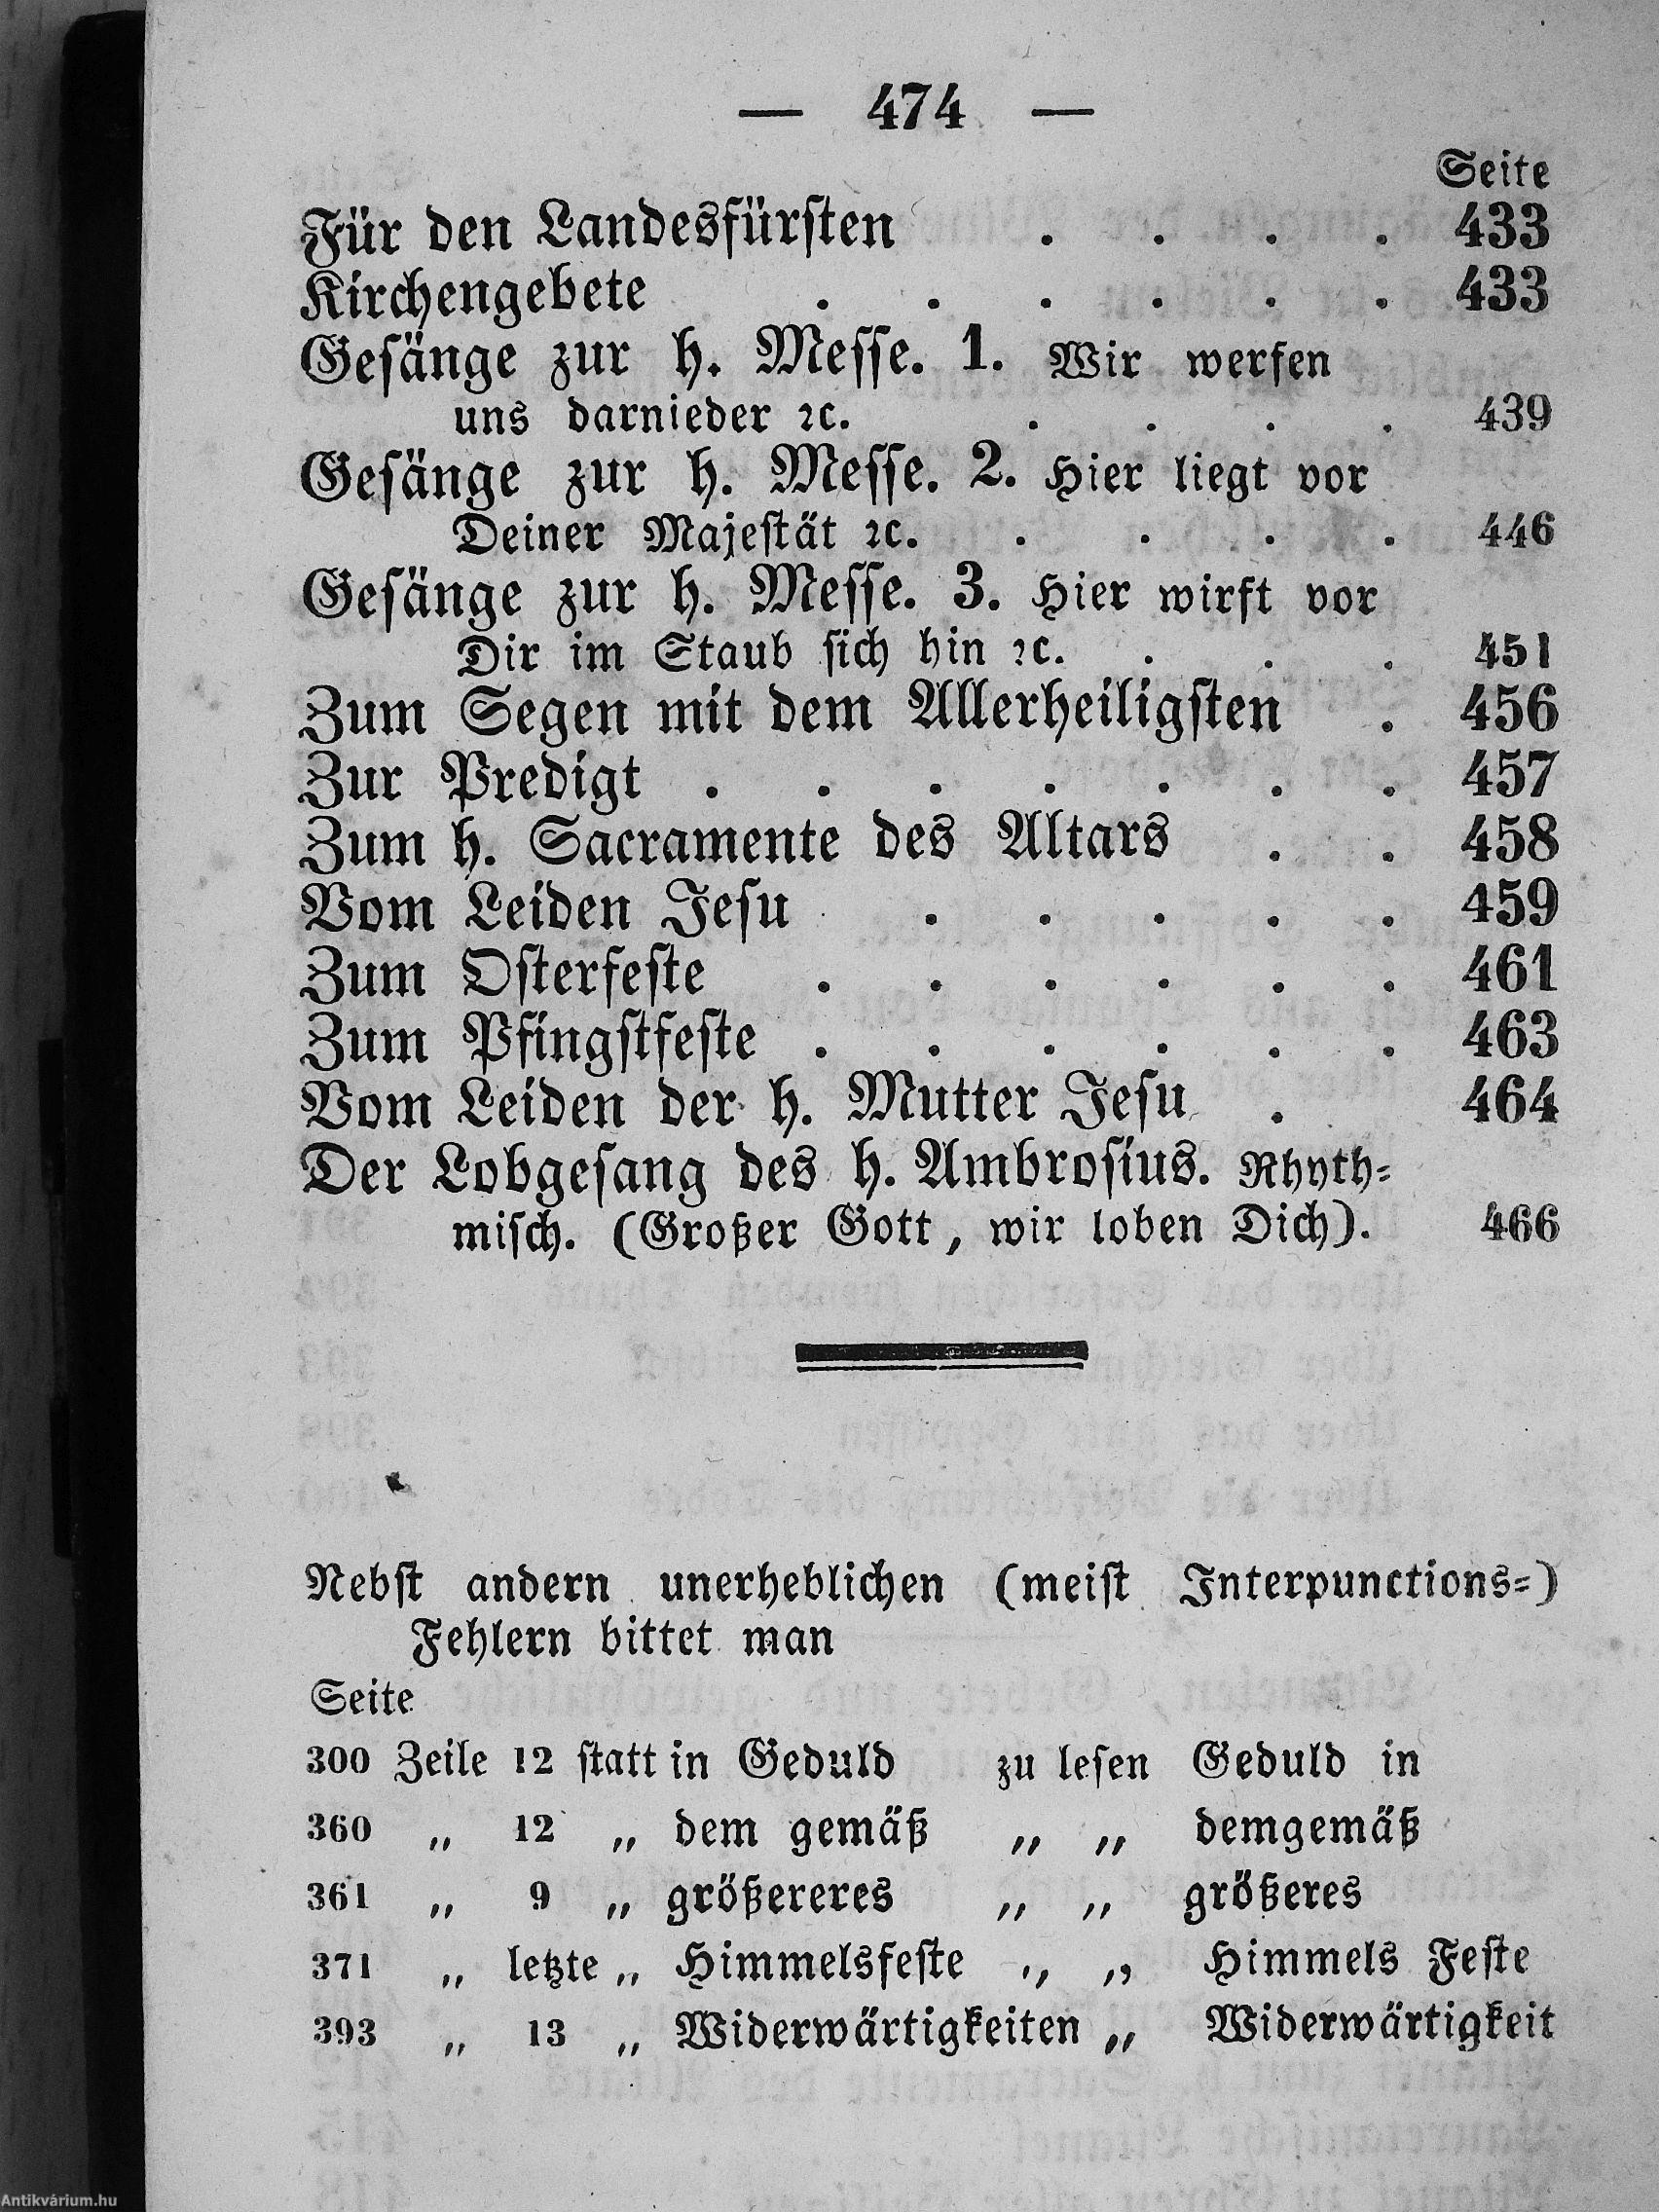 — 474 —
Seite
Für den Landesfürsten . . . . 433
Kirchengebete . . . . . . 433
Gesänge zur h. Messe. 1. Wir werfen
uns darnieder ꝛc. . . . . 439
Gesänge zur h. Messe. 2. Hier liegt vor
Deiner Majestät ꝛc. . . . . 446
Gesänge zur h. Messe. 3. Hier wirft vor
Dir im Staub sich hin ꝛc. . . . 451
Zum Segen mit dem Allerheiligsten . 456
Zur Predigt . . . . . . . 457
Zum h. Sacramente des Altars . . 458
Vom Leiden Jesu . . . . . 459
Zum Osterfeste . . . . . . 461
Zum Pfingstfeste . . . . . . 463
Vom Leiden der h. Mutter Jesu . 464
Der Lobgesang des h. Ambrosius. Rhyth-
misch. (Großer Gott, wir loben Dich). 466
Nebst andern unerheblichen (meist Interpunctions-)
Fehlern bittet man
Seite
300 Zeile 12 statt in Geduld zu lesen Geduld in
360 „ 12 „ dem gemäß „ „ demgemäß
361 „ 9 „ größereres „ „ größeres
371 „ letzte „ Himmelsfeste „ „ Himmels Feste
393 „ 13 „ Widerwärtigkeiten „ Widerwärtigkeit
Antikvárium.hu